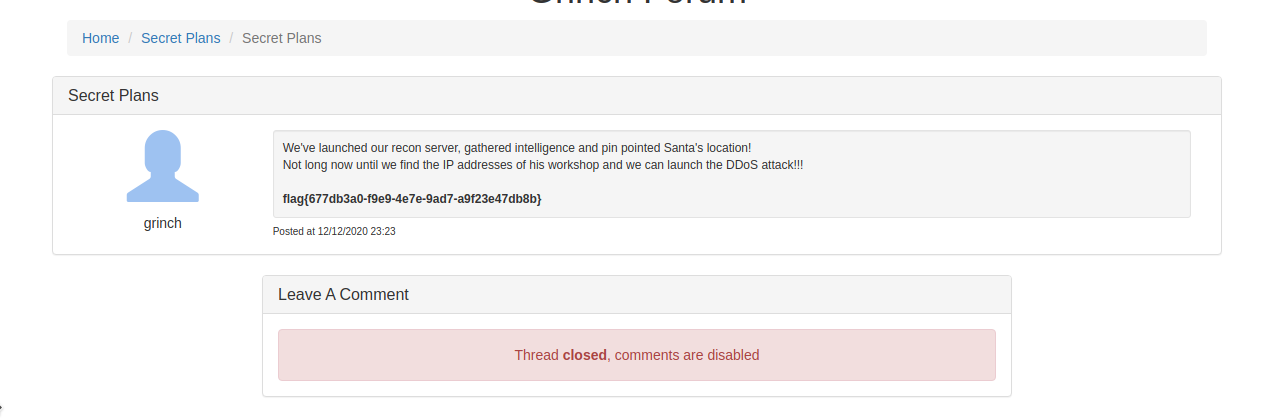 Grinch Forum
Home / Secret Plans / Secret Plans
Secret Plans
We've launched our recon server, gathered intelligence and pin pointed Santa's location!
Not long now until we find the IP addresses of his workshop and we can launch the DDoS attack!!!
flag{677db3a0-f9e9-4e7e-9ad7-a9f23e47db8b}
grinch
Posted at 12/12/2020 23:23
Leave A Comment
Thread closed, comments are disabled